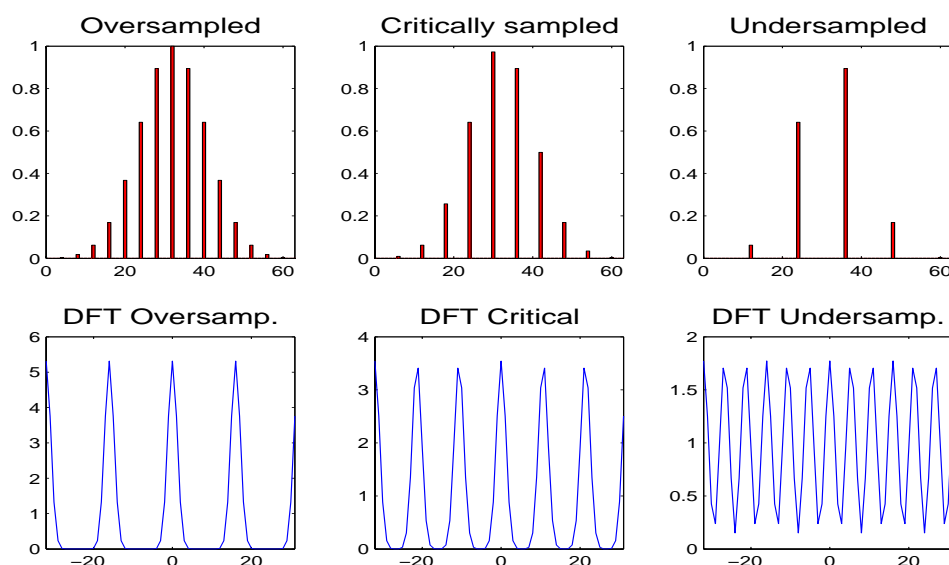 Oversampled Critically sampled Undersampled
1 1 1
0.8 0.8 0.8
0.6 0.6 0.6
0.4 0.4 0.4
0.2 0.2 0.2
0 0 0
0 20 40 60 0 20 40 60 0 20 40 60
DFT Oversamp. DFT Critical DFT Undersamp.
6 4 2
5 3 1.5
4 2 1
3 1 0.5
2 0 0
1
0
−20 0 20 −20 0 20 −20 0 20